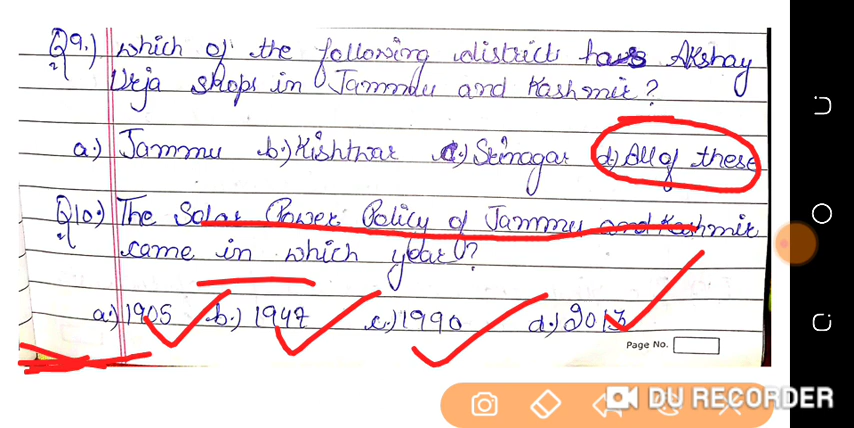 Q9.) Which of the following districts has Akshay
Urja shops in Jammu and Kashmir?
a.) Jammu b.) Kishtwar c.) Srinagar d.) All of these
Q10.) The Solar Power Policy of Jammu and Kashmir
came in which year?
a.) 1905 b.) 1947 c.) 1990 d.) 2013
Page No.
DU RECORDER